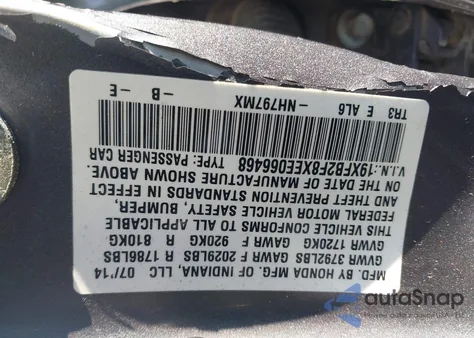 MFD. BY HONDA MFG. OF INDIANA, LLC 07/14
GVWR 3792LBS GAWR F 2029LBS R 1786LBS
GVWR 1720KG GAWR F 920KG R 810KG
THIS VEHICLE CONFORMS TO ALL APPLICABLE
FEDERAL MOTOR VEHICLE SAFETY, BUMPER,
AND THEFT PREVENTION STANDARDS IN EFFECT
ON THE DATE OF MANUFACTURE SHOWN ABOVE.
V.I.N.:19XFB2F8XEE066468 TYPE: PASSENGER CAR
TR3 E AL6 -NH797MX -B -E
autoSnap